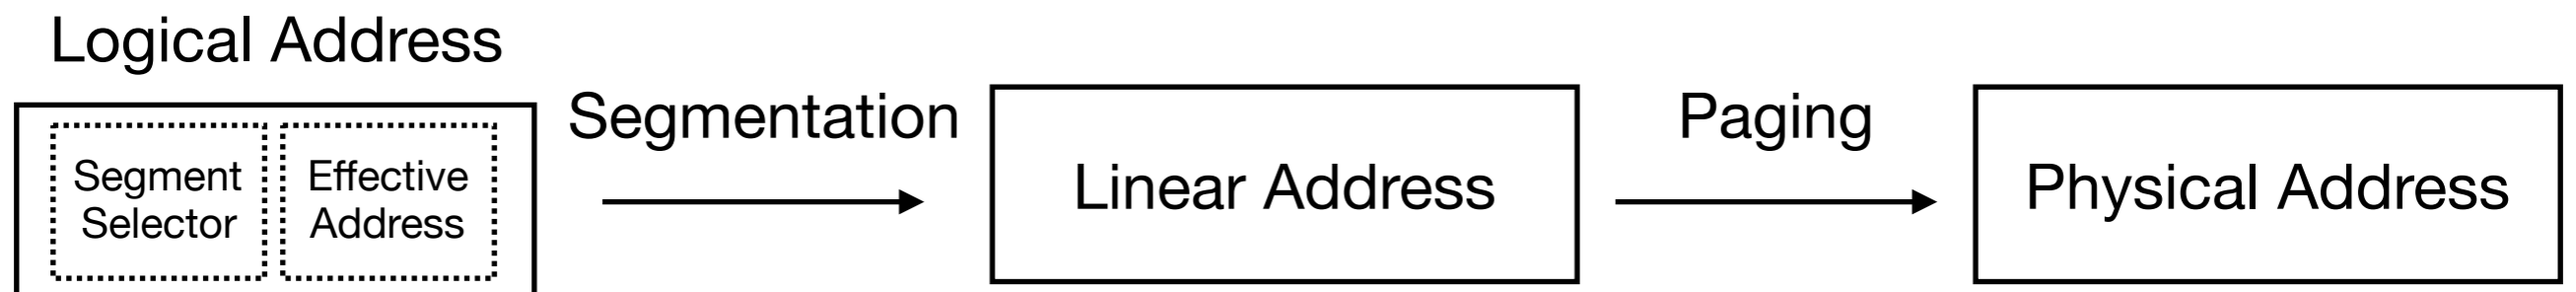 Logical Address
Segment
Selector
Effective
Address
Segmentation
Linear Address
Paging
Physical Address